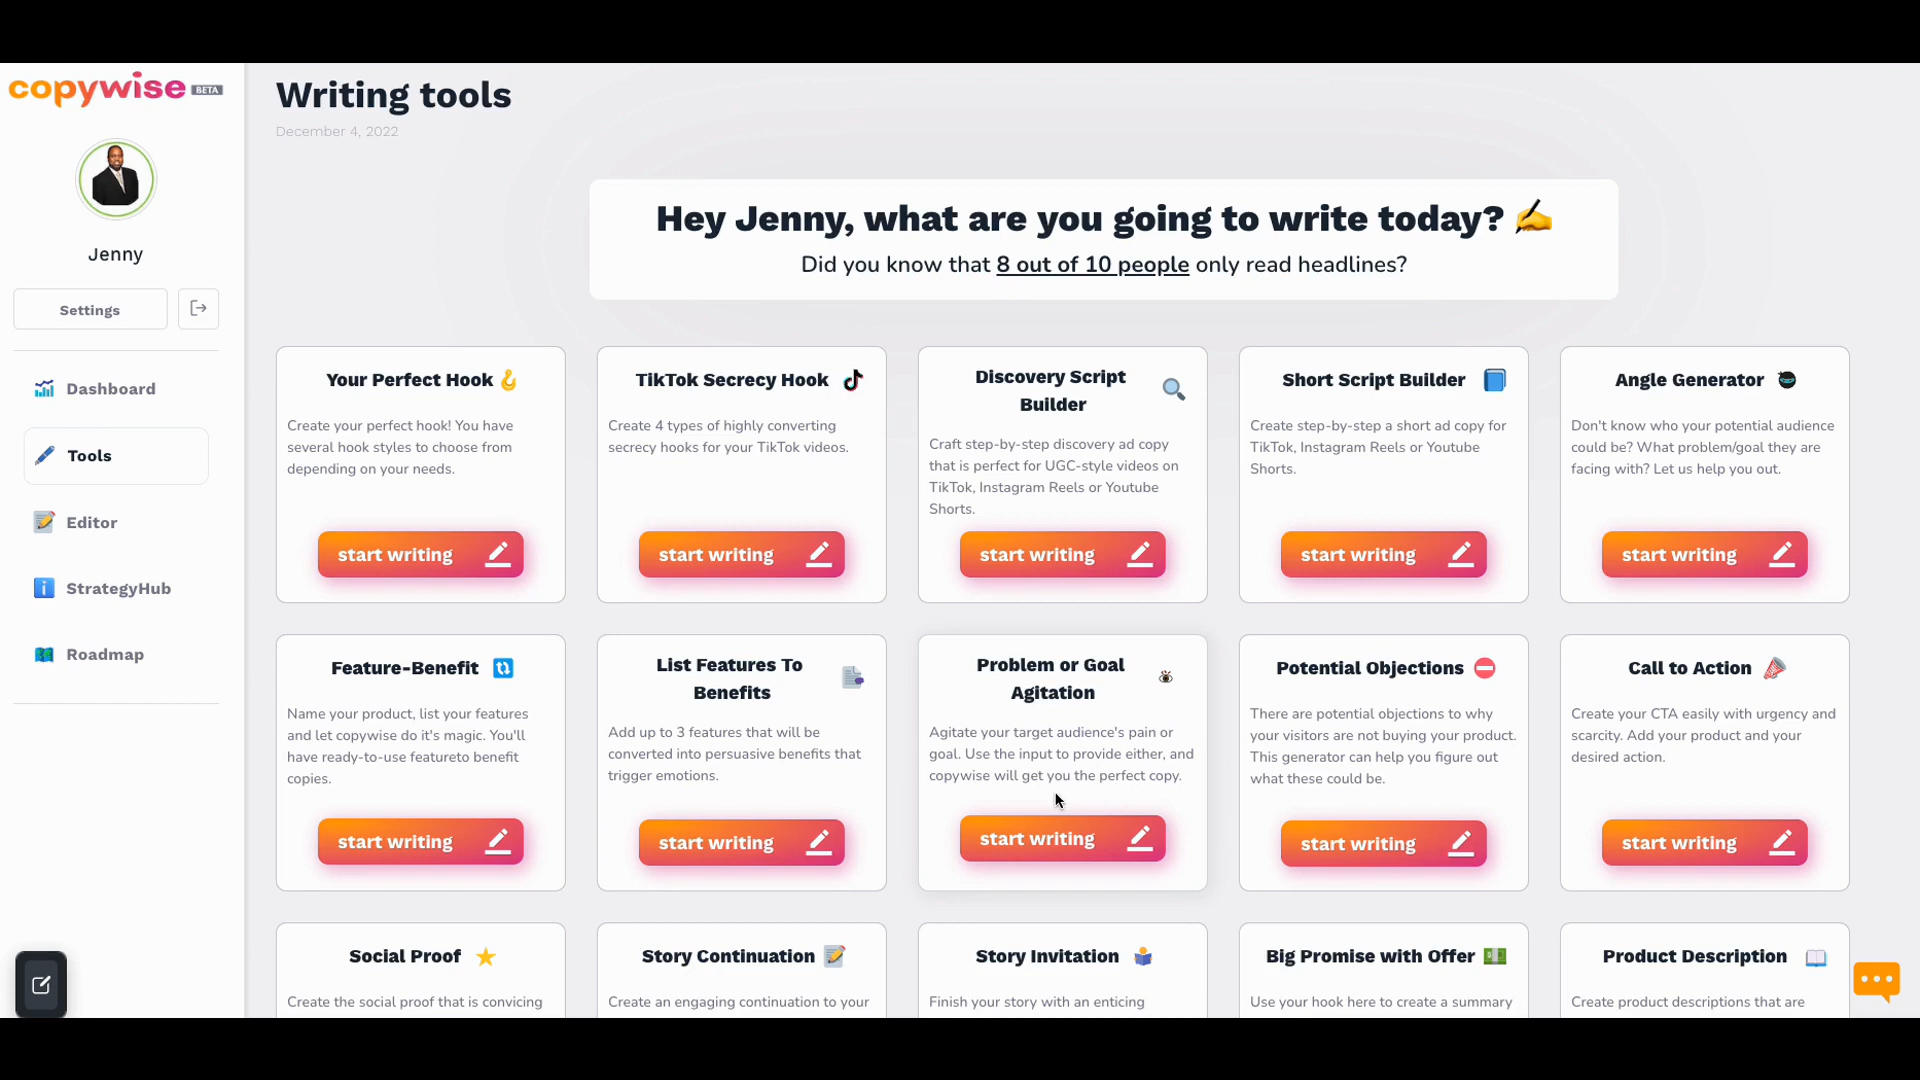 copywise BETA
Jenny
Settings
Dashboard
Tools
Editor
StrategyHub
Roadmap
Writing tools
December 4, 2022
Hey Jenny, what are you going to write today? ✍️
Did you know that 8 out of 10 people only read headlines?
Your Perfect Hook
Create your perfect hook! You have
several hook styles to choose from
depending on your needs.
start writing
TikTok Secrecy Hook
Create 4 types of highly converting
secrecy hooks for your TikTok videos.
start writing
Discovery Script
Builder
Craft step-by-step discovery ad copy
that is perfect for UGC-style videos on
TikTok, Instagram Reels or Youtube
Shorts.
start writing
Short Script Builder
Create step-by-step a short ad copy for
TikTok, Instagram Reels or Youtube
Shorts.
start writing
Angle Generator
Don't know who your potential audience
could be? What problem/goal they are
facing with? Let us help you out.
start writing
Feature-Benefit
Name your product, list your features
and let copywise do it's magic. You'll
have ready-to-use featureto benefit
copies.
start writing
List Features To
Benefits
Add up to 3 features that will be
converted into persuasive benefits that
trigger emotions.
start writing
Problem or Goal
Agitation
Agitate your target audience's pain or
goal. Use the input to provide either, and
copywise will get you the perfect copy.
start writing
Potential Objections
There are potential objections to why
your visitors are not buying your product.
This generator can help you figure out
what these could be.
start writing
Call to Action
Create your CTA easily with urgency and
scarcity. Add your product and your
desired action.
start writing
Social Proof
Create the social proof that is convicing
Story Continuation
Create an engaging continuation to your
Story Invitation
Finish your story with an enticing
Big Promise with Offer
Use your hook here to create a summary
Product Description
Create product descriptions that are